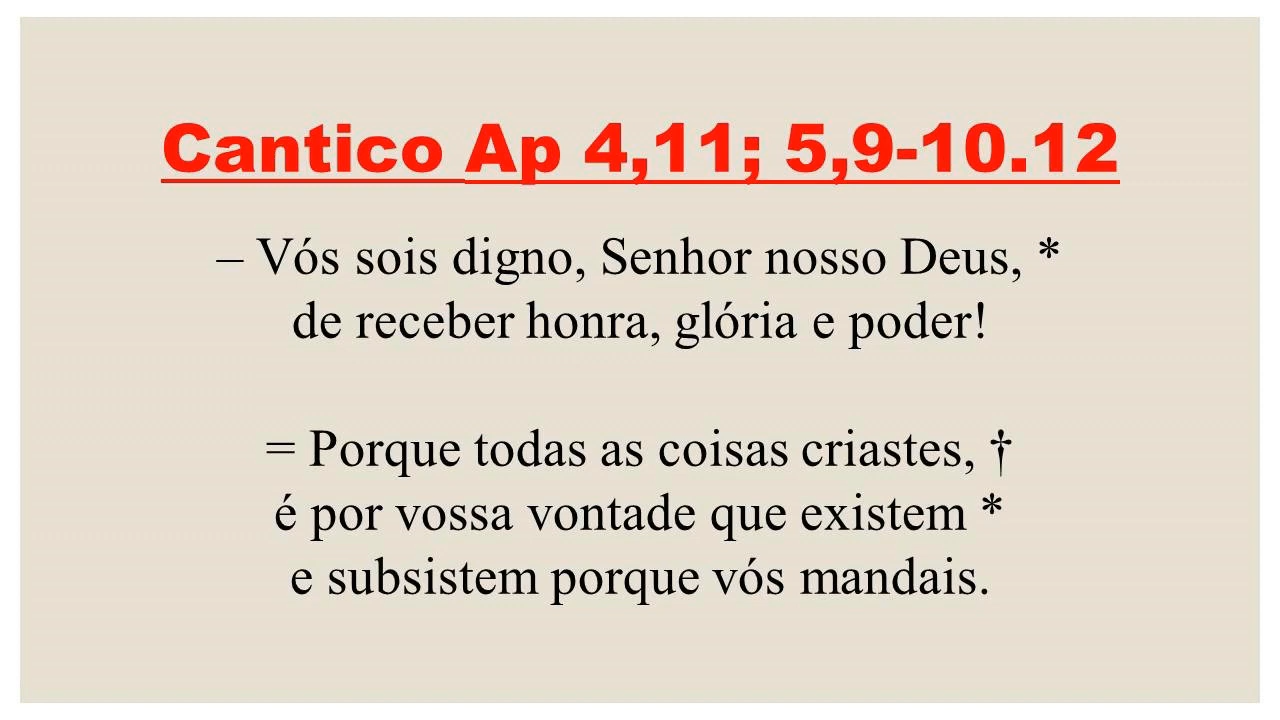 Cantico Ap 4,11; 5,9-10.12
– Vós sois digno, Senhor nosso Deus, *
de receber honra, glória e poder!
= Porque todas as coisas criastes, †
é por vossa vontade que existem *
e subsistem porque vós mandais.